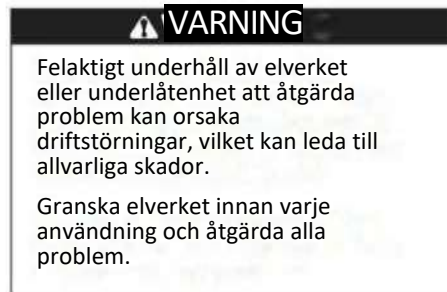 VARNING
Felaktigt underhåll av elverket
eller underlåtenhet att åtgärda
problem kan orsaka
driftstörningar, vilket kan leda till
allvarliga skador.
Granska elverket innan varje
användning och åtgärda alla
problem.